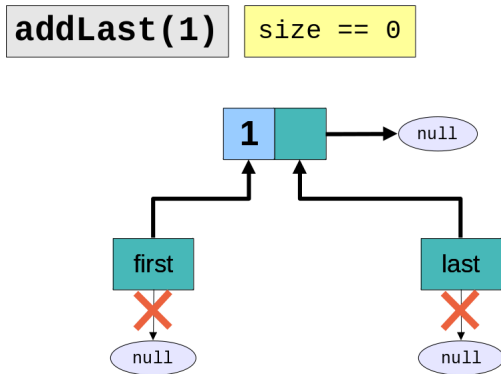 addLast(1)
size == 0
1
null
first
last
null
null